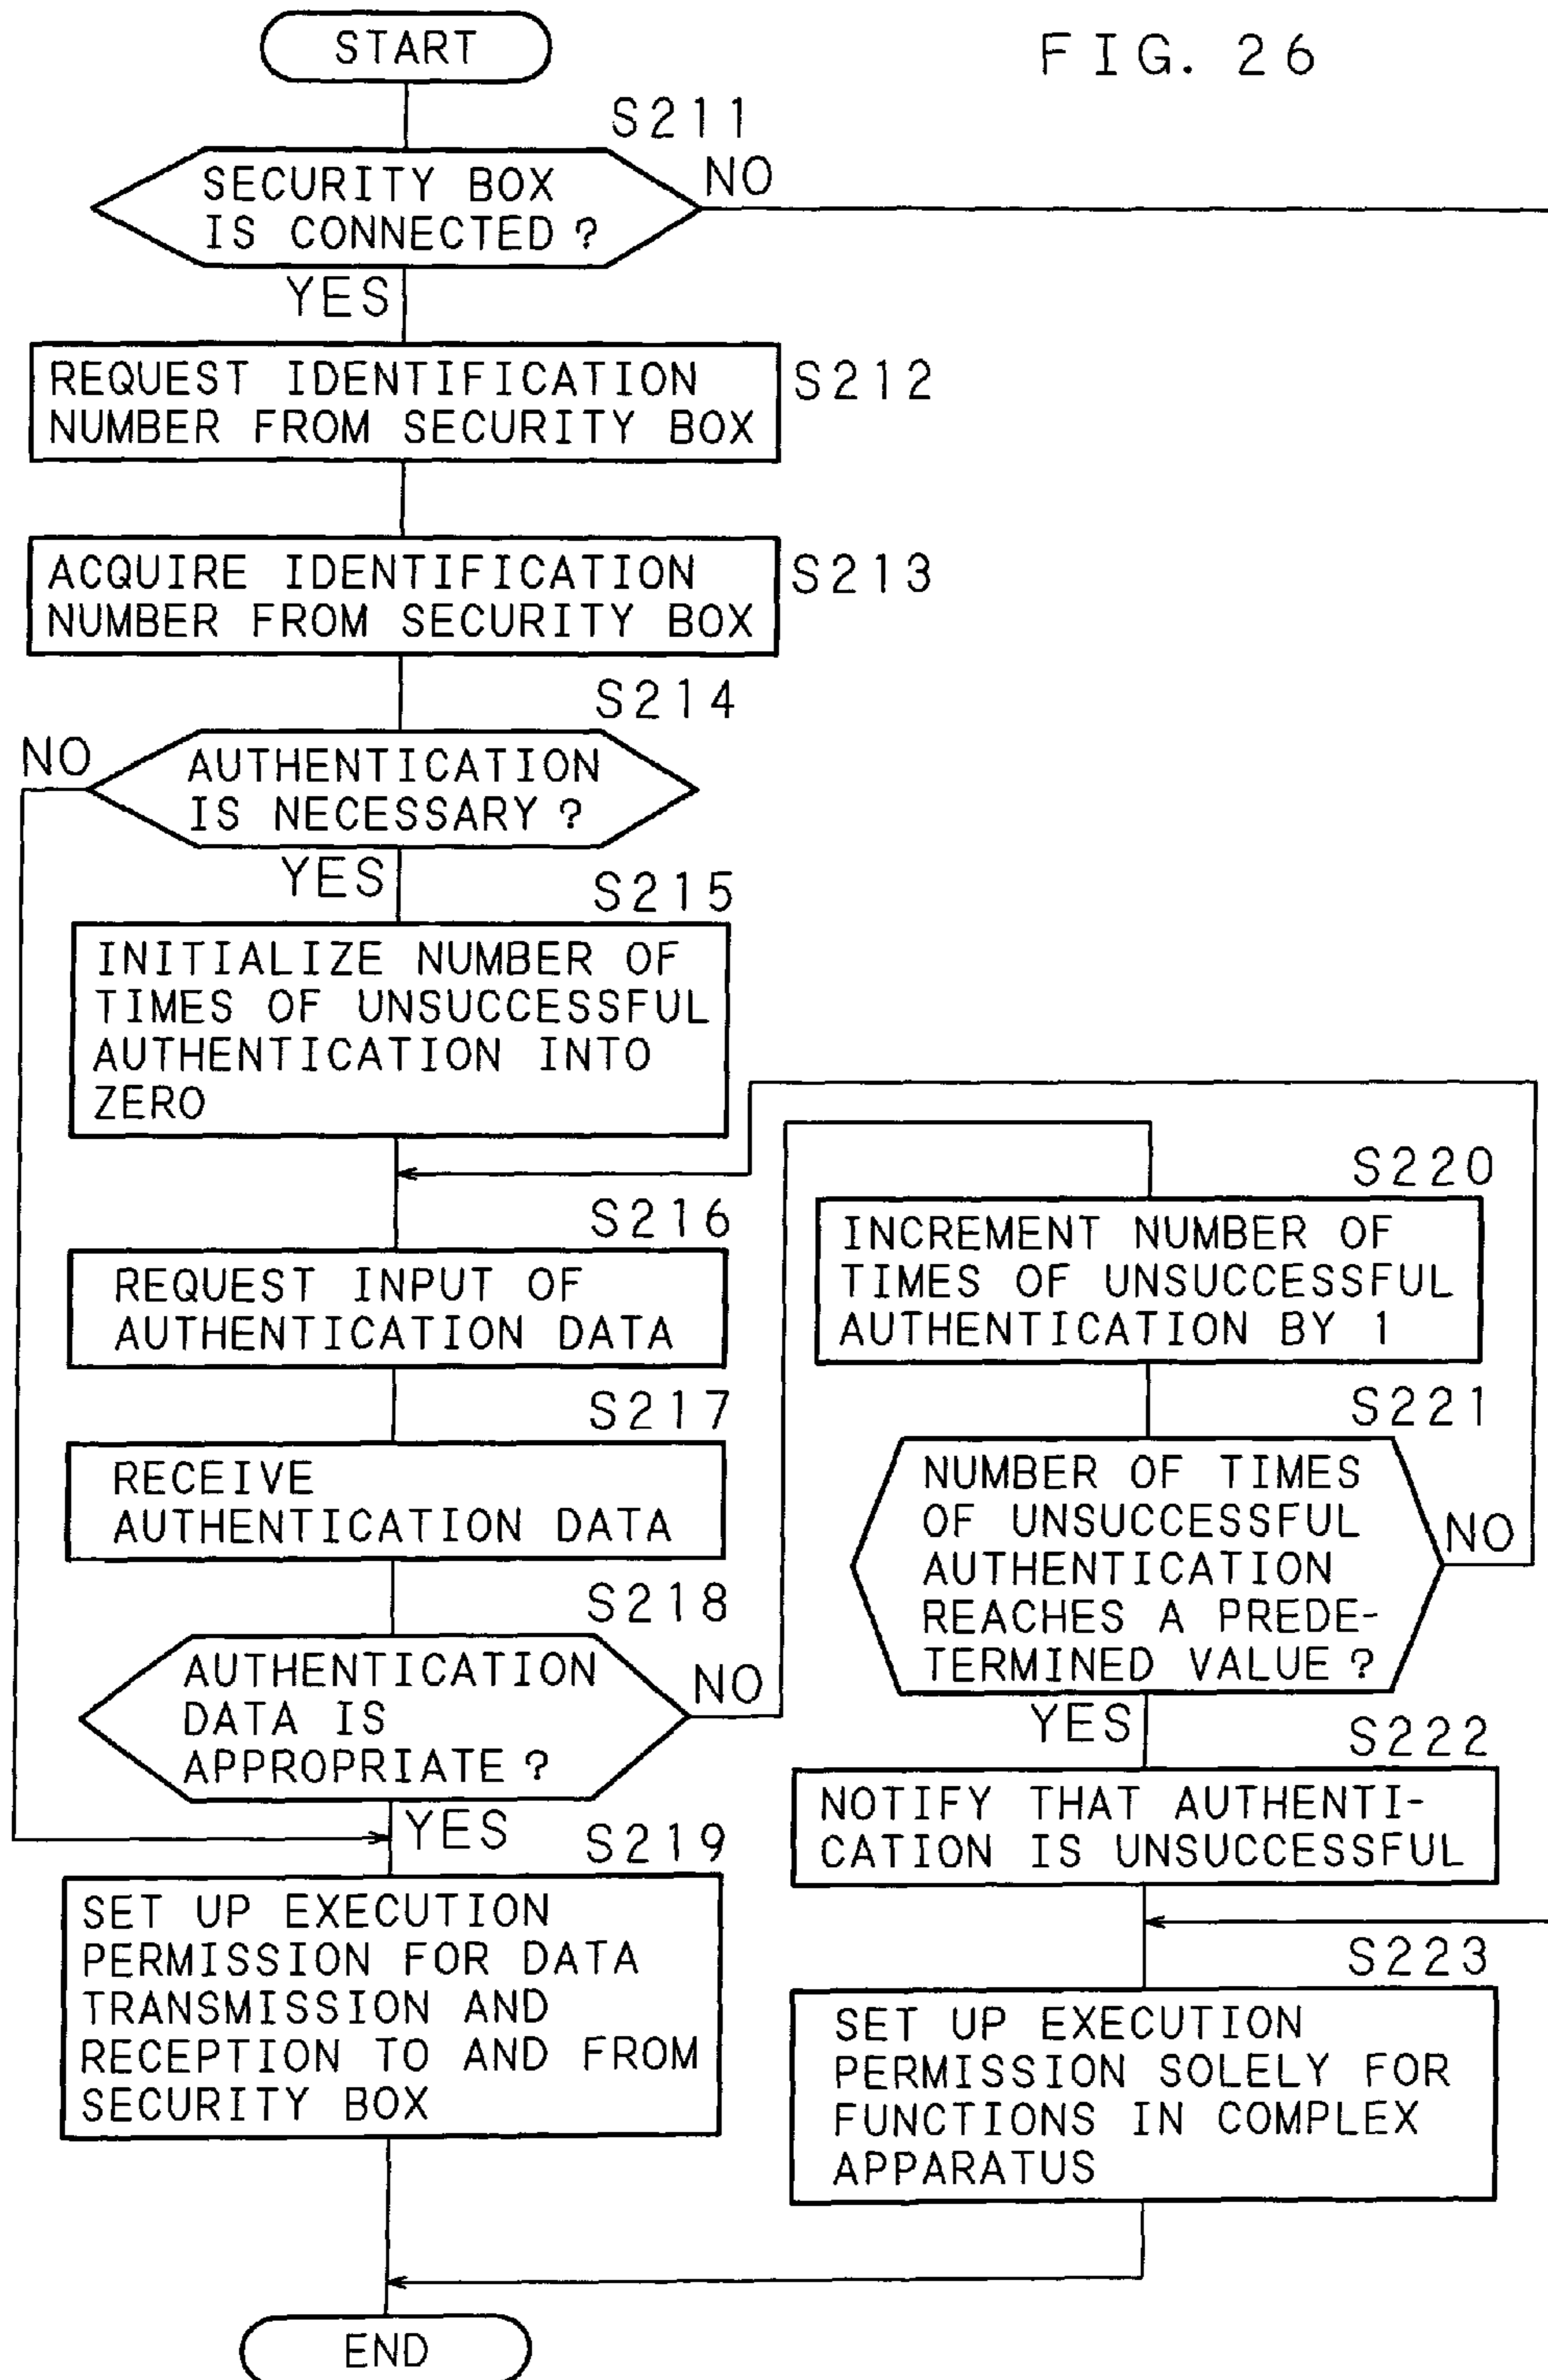 START
FIG. 26
S211
SECURITY BOX
IS CONNECTED?
NO
YES
REQUEST IDENTIFICATION
NUMBER FROM SECURITY BOX
S212
ACQUIRE IDENTIFICATION
NUMBER FROM SECURITY BOX
S213
S214
NO
AUTHENTICATION
IS NECESSARY?
YES
S215
INITIALIZE NUMBER OF
TIMES OF UNSUCCESSFUL
AUTHENTICATION INTO
ZERO
S216
REQUEST INPUT OF
AUTHENTICATION DATA
S217
RECEIVE
AUTHENTICATION DATA
S218
AUTHENTICATION
DATA IS
APPROPRIATE?
NO
YES
S219
SET UP EXECUTION
PERMISSION FOR DATA
TRANSMISSION AND
RECEPTION TO AND FROM
SECURITY BOX
S220
INCREMENT NUMBER OF
TIMES OF UNSUCCESSFUL
AUTHENTICATION BY 1
S221
NUMBER OF TIMES
OF UNSUCCESSFUL
AUTHENTICATION
REACHES A PREDE-
TERMINED VALUE?
NO
YES
S222
NOTIFY THAT AUTHENTI-
CATION IS UNSUCCESSFUL
S223
SET UP EXECUTION
PERMISSION SOLELY FOR
FUNCTIONS IN COMPLEX
APPARATUS
END